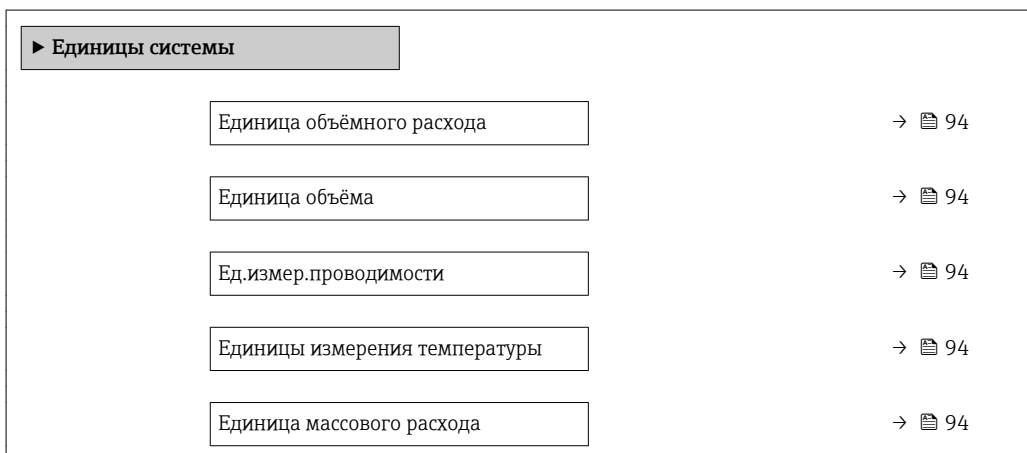 ► Единицы системы
Единица объёмного расхода → 94
Единица объёма → 94
Ед.измер.проводимости → 94
Единицы измерения температуры → 94
Единица массового расхода → 94